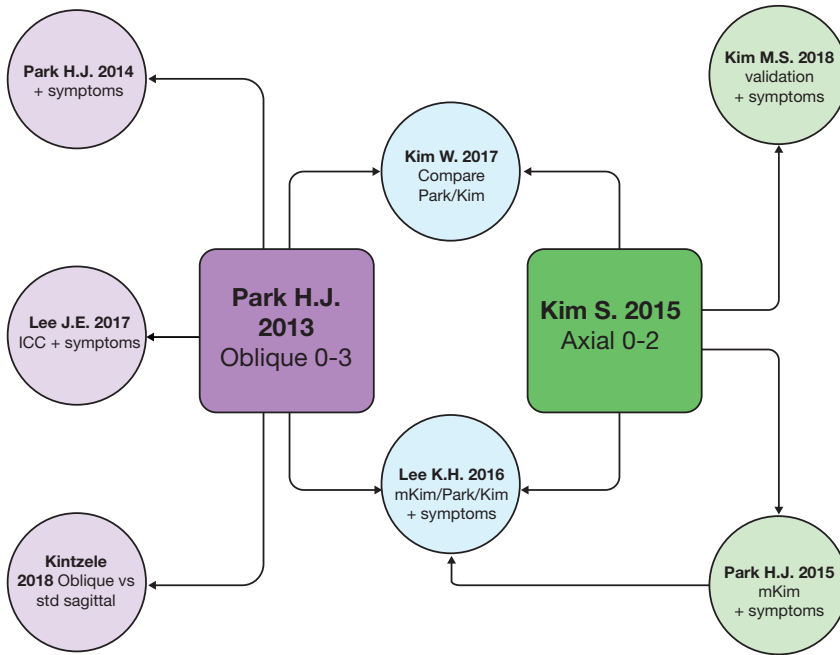 Park H.J. 2014
+ symptoms
Kim M.S. 2018
validation
+ symptoms
Kim W. 2017
Compare
Park/Kim
Park H.J.
2013
Oblique 0-3
Kim S. 2015
Axial 0-2
Lee J.E. 2017
ICC + symptoms
Lee K.H. 2016
mKim/Park/Kim
+ symptoms
Kintzele
2018 Oblique vs
std sagittal
Park H.J. 2015
mKim
+ symptoms